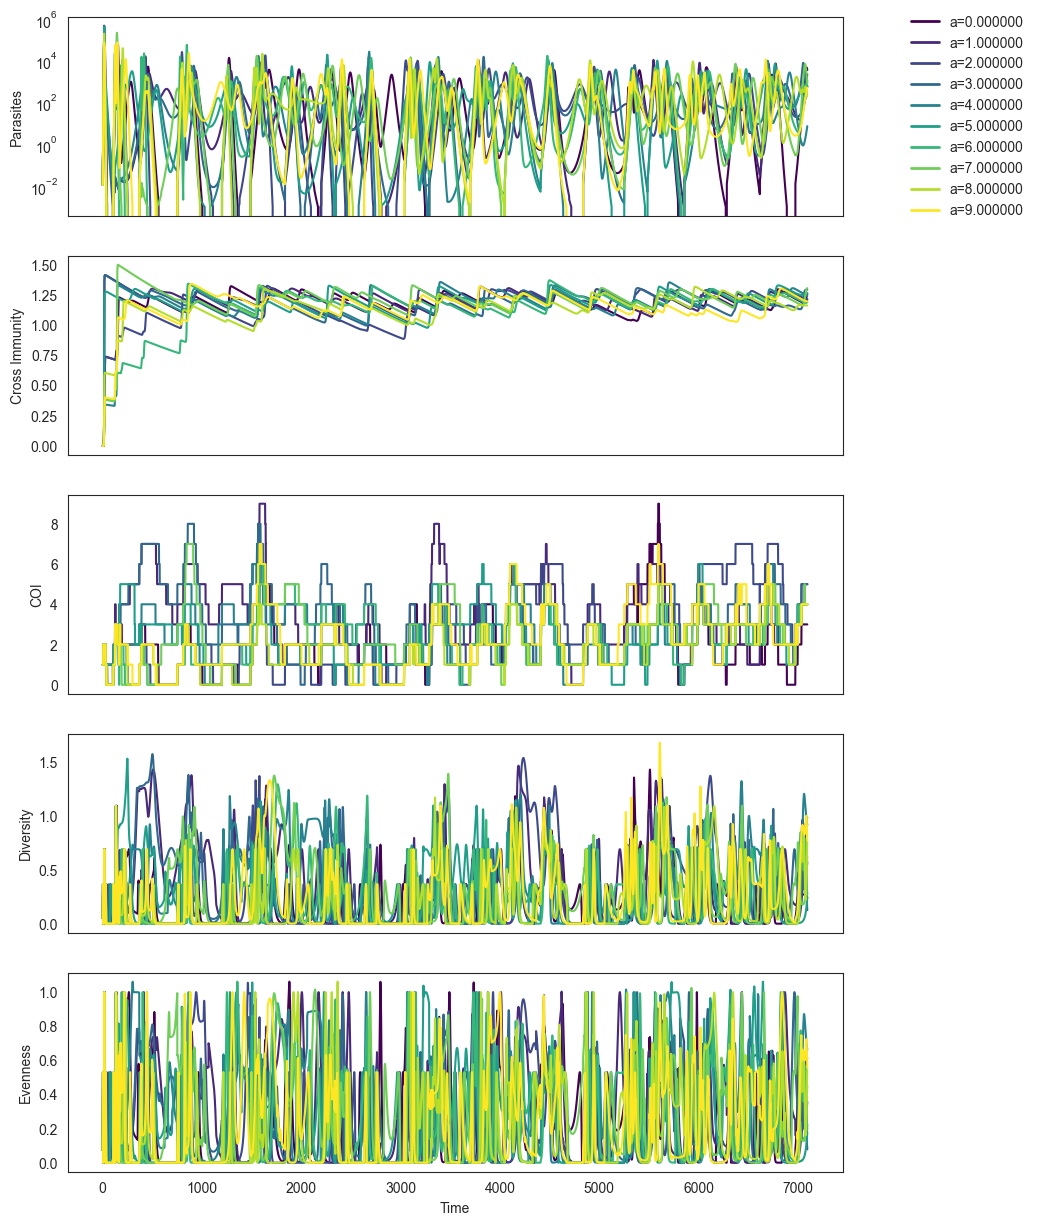 Parasites
10^6
10^4
10^2
10^0
10^−2
a=0.000000
a=1.000000
a=2.000000
a=3.000000
a=4.000000
a=5.000000
a=6.000000
a=7.000000
a=8.000000
a=9.000000
Cross Immunity
1.50
1.25
1.00
0.75
0.50
0.25
0.00
COI
8
6
4
2
0
Diversity
1.5
1.0
0.5
0.0
Evenness
1.0
0.8
0.6
0.4
0.2
0.0
0 1000 2000 3000 4000 5000 6000 7000
Time